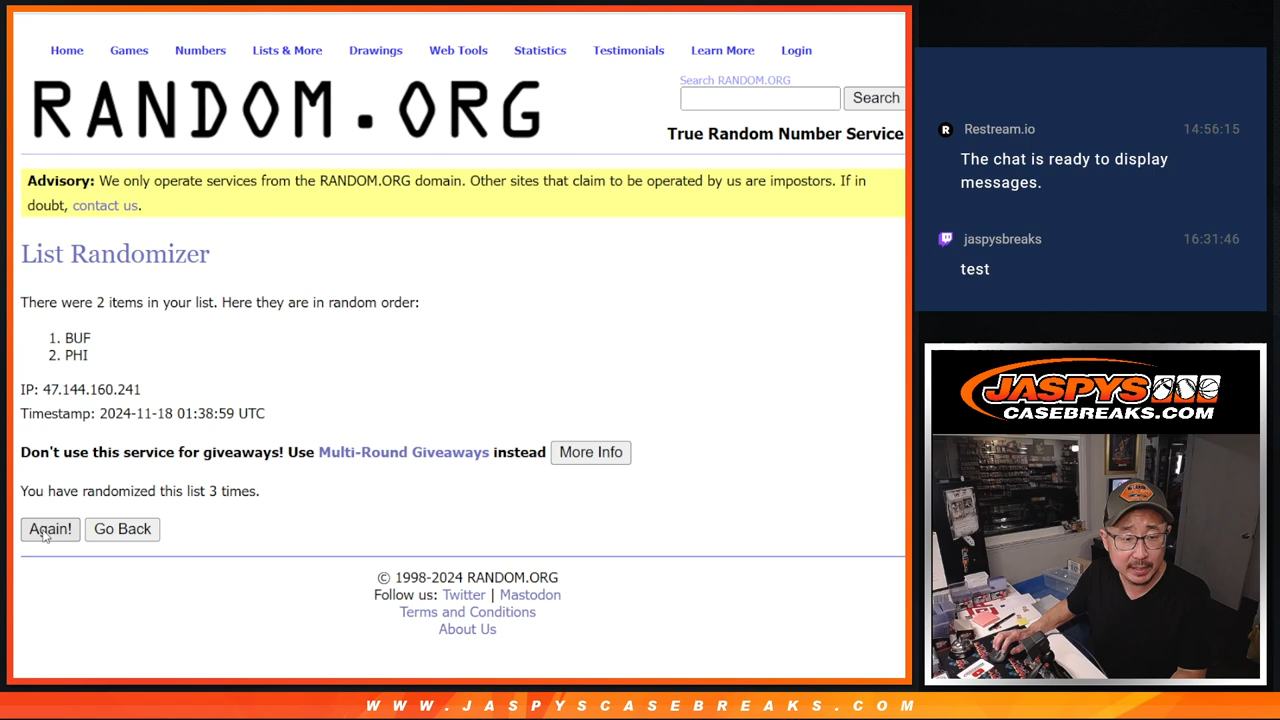 Home Games Numbers Lists & More Drawings Web Tools Statistics Testimonials Learn More Login
RANDOM.ORG
Search RANDOM.ORG
Search
True Random Number Service
Advisory: We only operate services from the RANDOM.ORG domain. Other sites that claim to be operated by us are impostors. If in
doubt, contact us.
List Randomizer
There were 2 items in your list. Here they are in random order:
1. BUF
2. PHI
IP: 47.144.160.241
Timestamp: 2024-11-18 01:38:59 UTC
Don't use this service for giveaways! Use Multi-Round Giveaways instead More Info
You have randomized this list 3 times.
Again! Go Back
© 1998-2024 RANDOM.ORG
Follow us: Twitter | Mastodon
Terms and Conditions
About Us
R Restream.io 14:56:15
The chat is ready to display
messages.
jaspysbreaks 16:31:46
test
JASPYS
CASEBREAKS.COM
WWW.JASPYSCASEBREAKS.COM